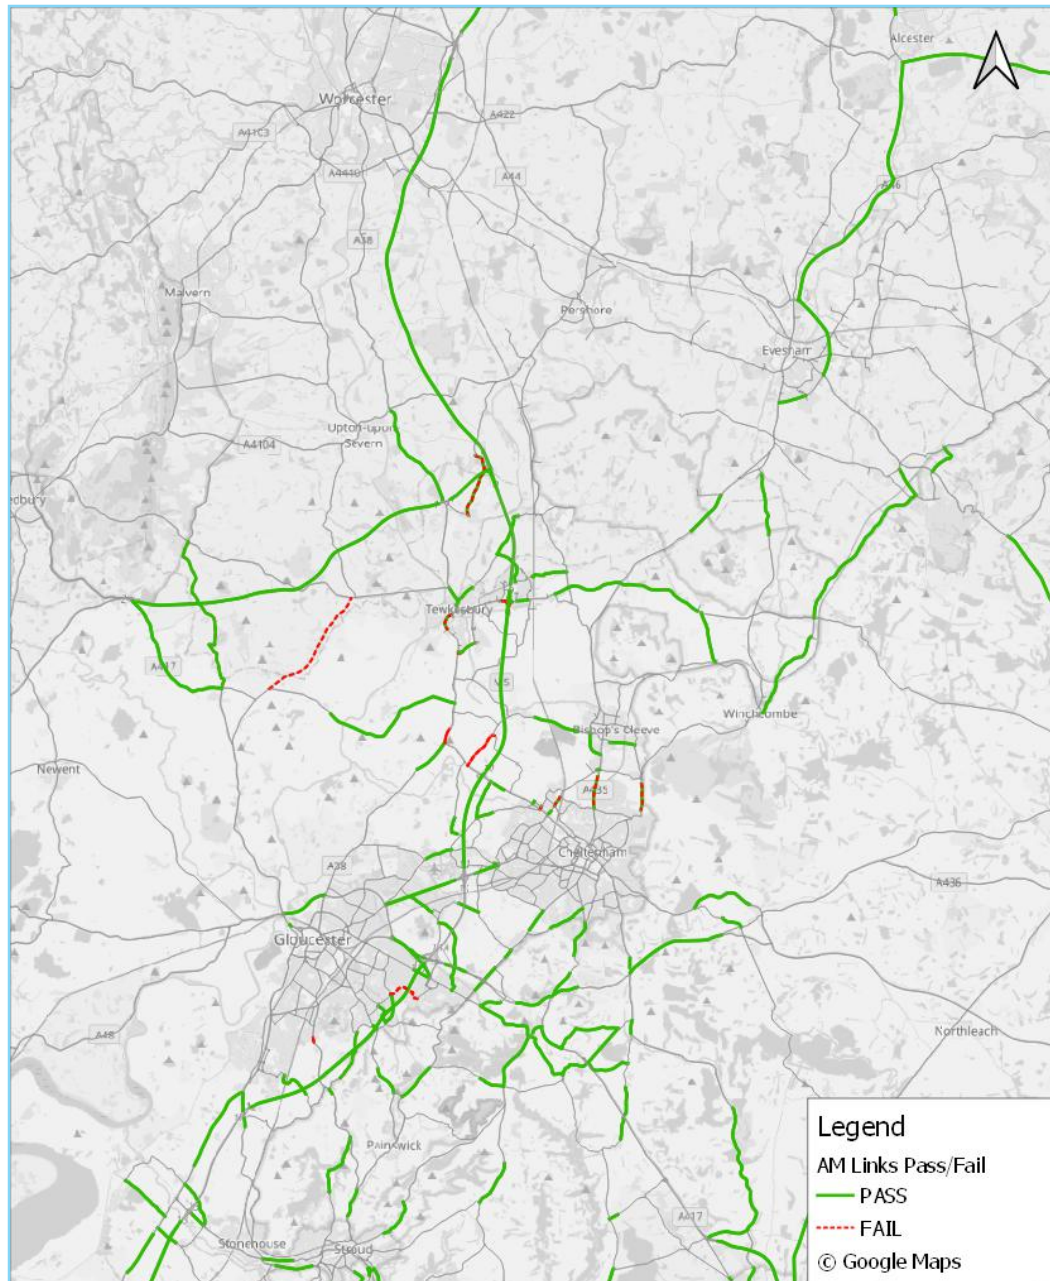 Alcester
Worcester
A422
A4103
A4410
A44
A46
A38
Malvern
Pershore
Evesham
Upton-upon
Severn
A4104
edbury
Tewkesbury
A417
M5
Winchcombe
Bishop's Cleeve
Newent
A435
Cheltenham
A38
A436
Gloucester
A48
Northleach
Painswick
A417
Stonehouse
Stroud
Legend
AM Links Pass/Fail
PASS
FAIL
© Google Maps